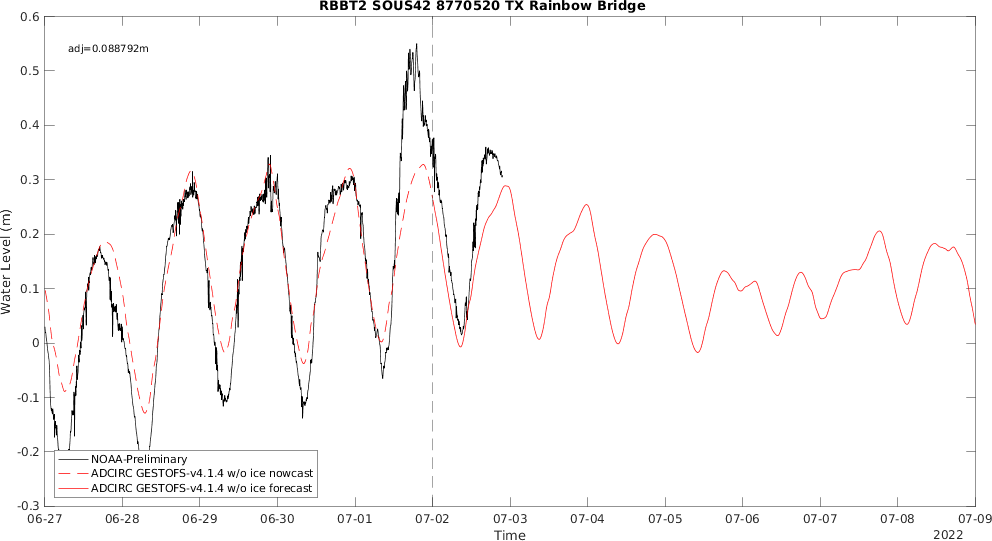 RBBT2 SOUS42 8770520 TX Rainbow Bridge
adj=0.088792m
0.6
0.5
0.4
0.3
0.2
0.1
0
-0.1
-0.2
-0.3
Water Level (m)
NOAA-Preliminary
ADCIRC GESTOFS-v4.1.4 w/o ice nowcast
ADCIRC GESTOFS-v4.1.4 w/o ice forecast
06-27 06-28 06-29 06-30 07-01 07-02 07-03 07-04 07-05 07-06 07-07 07-08 07-09
Time
2022